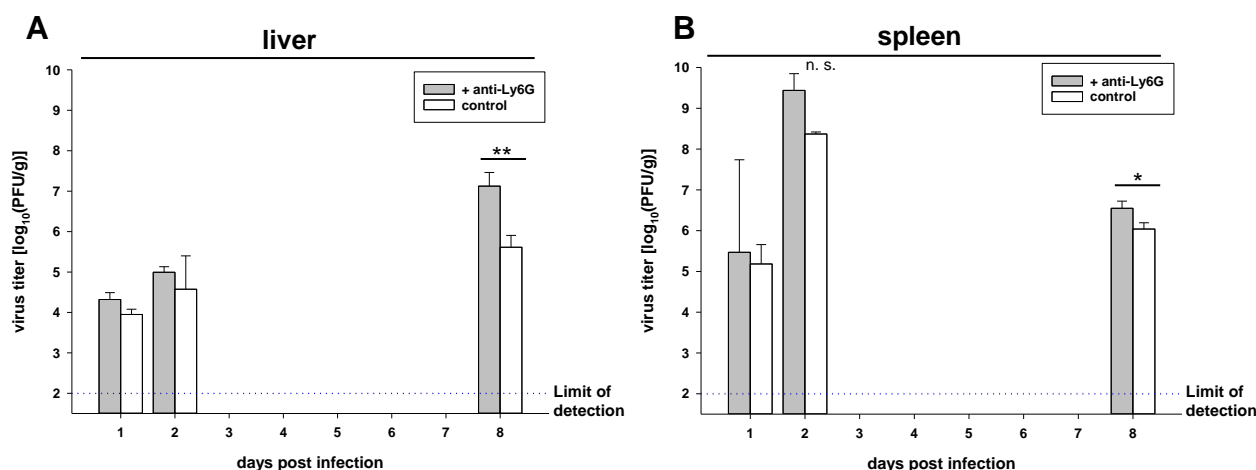 A
liver
virus titer [log10(PFU/g)]
10
9
8
7
6
5
4
3
2
+ anti-Ly6G
control
**
Limit of
detection
1 2 3 4 5 6 7 8
days post infection
B
spleen
virus titer [log10(PFU/g)]
10
9
8
7
6
5
4
3
2
n. s.
+ anti-Ly6G
control
*
Limit of
detection
1 2 3 4 5 6 7 8
days post infection